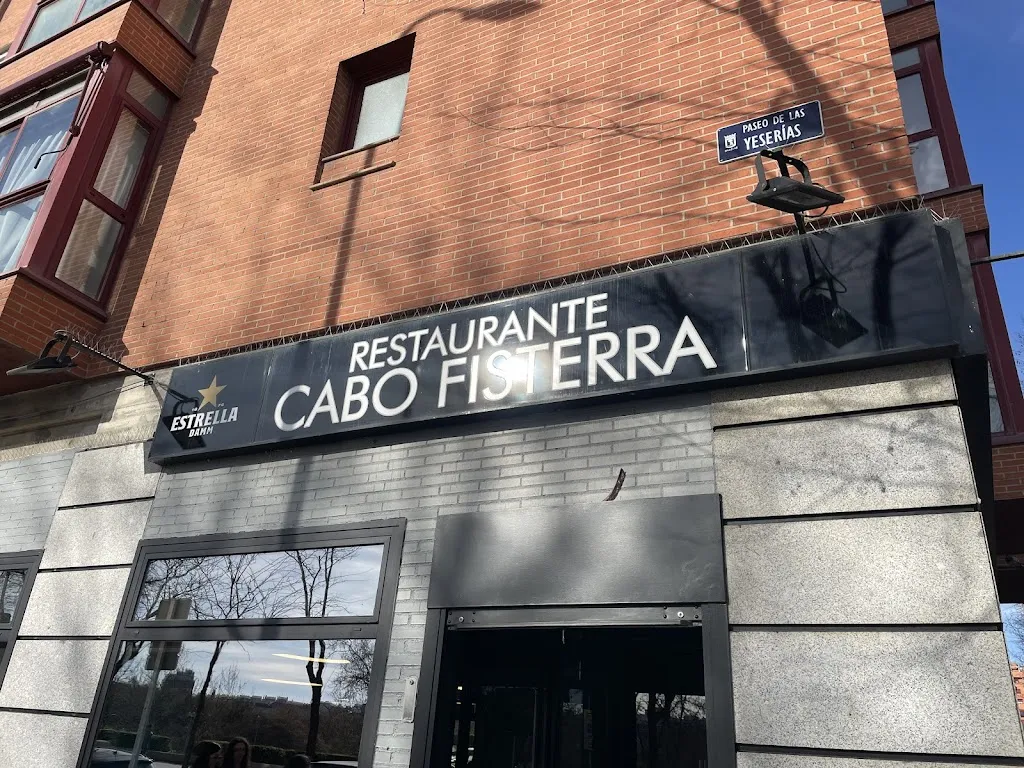 PASEO DE LAS
YESERÍAS
RESTAURANTE
CABO FISTERRA
ESTRELLA
DAMM